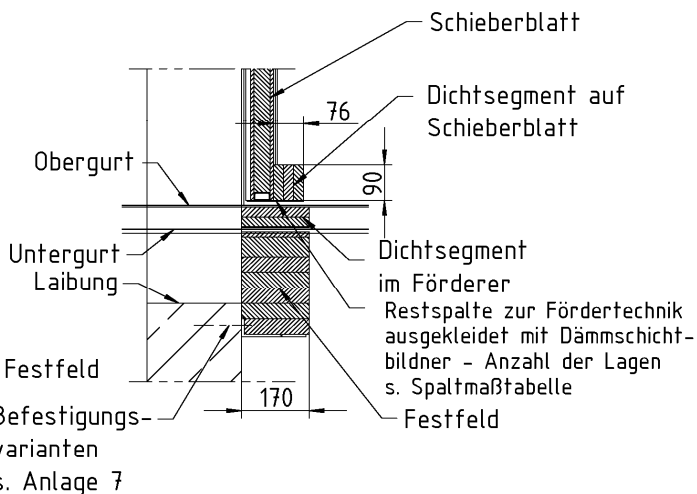 Schieberblatt
76
Dichtsegment auf
Schieberblatt
90
Obergurt
Untergurt
Laibung
Dichtsegment
im Förderer
Restspalte zur Fördertechnik
ausgekleidet mit Dämmschicht-
bildner - Anzahl der Lagen
s. Spaltmaßtabelle
Festfeld
Festfeld
170
Befestigungs-
varianten
s. Anlage 7